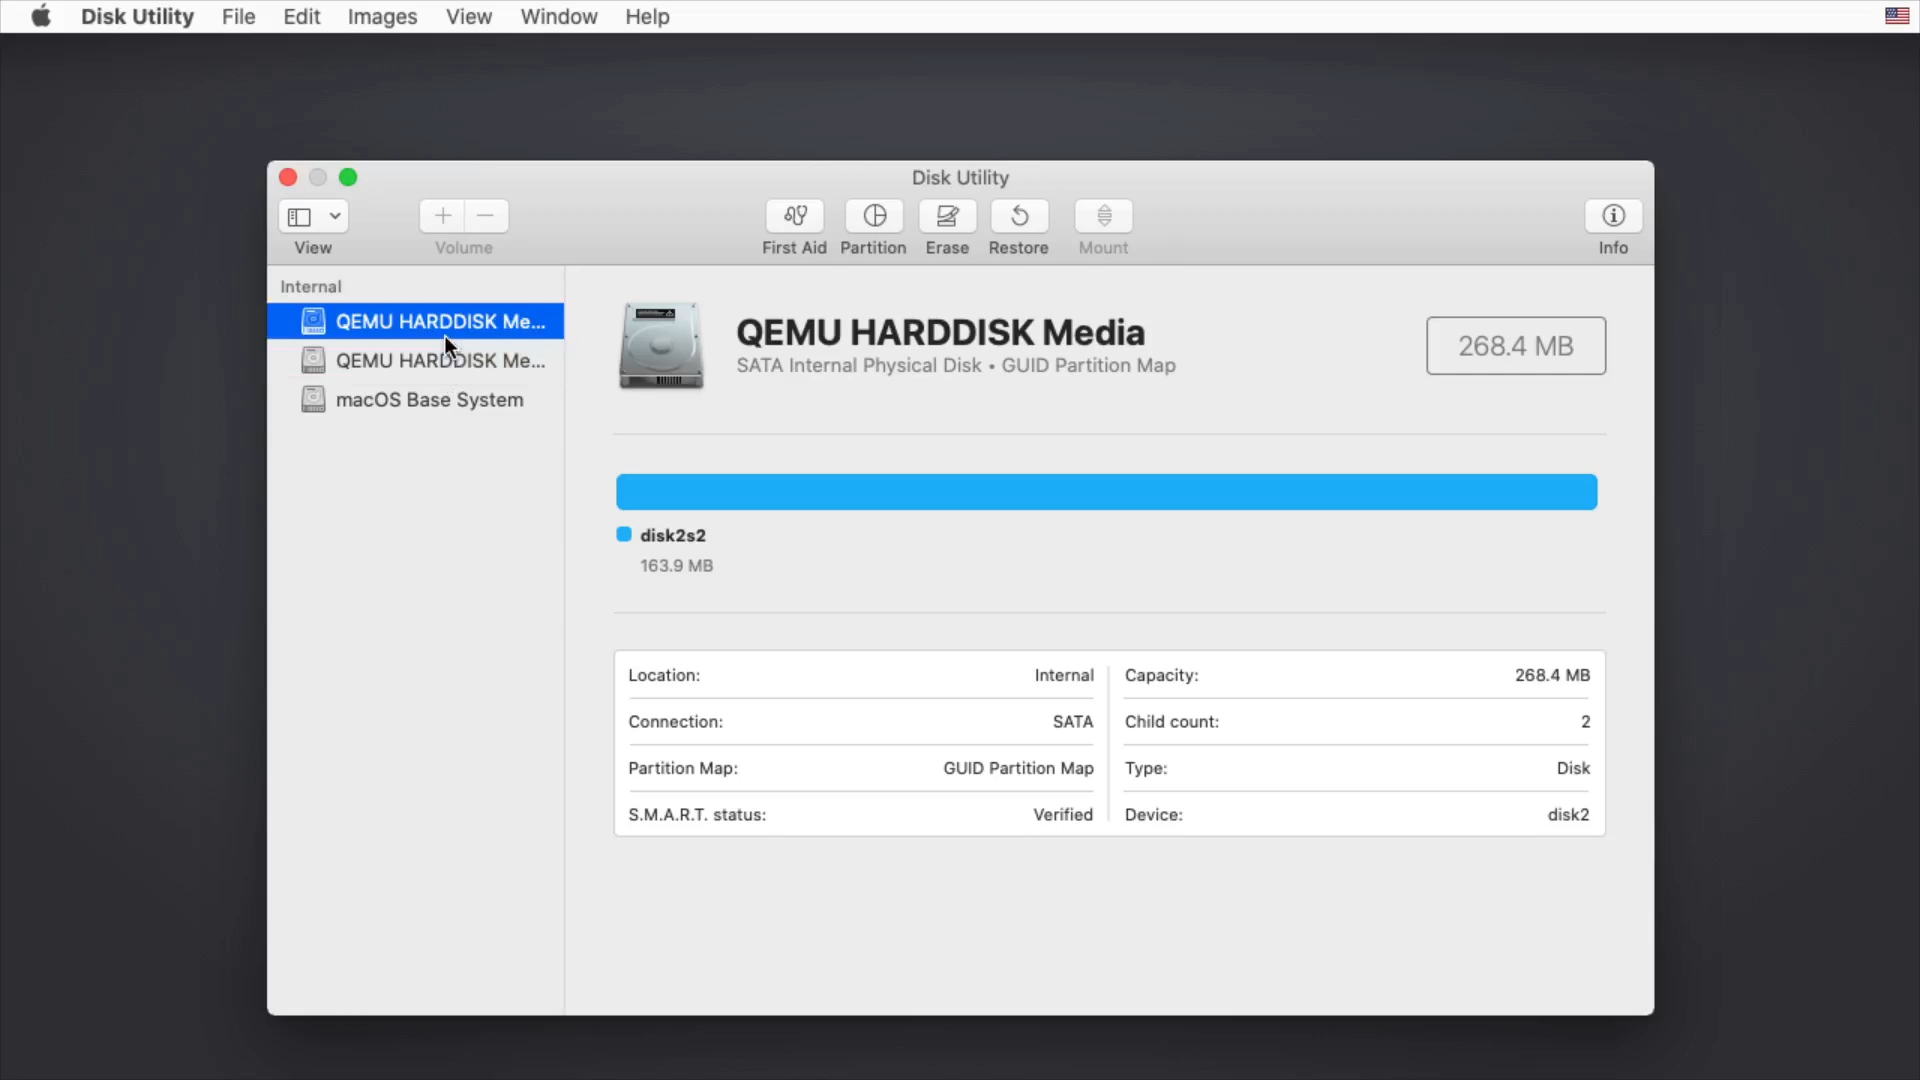 Disk Utility File Edit Images View Window Help
Disk Utility
View
Volume
First Aid
Partition
Erase
Restore
Mount
Info
Internal
QEMU HARDDISK Me...
QEMU HARDDISK Me...
macOS Base System
QEMU HARDDISK Media
SATA Internal Physical Disk • GUID Partition Map
268.4 MB
disk2s2
163.9 MB
Location: Internal
Connection: SATA
Partition Map: GUID Partition Map
S.M.A.R.T. status: Verified
Capacity: 268.4 MB
Child count: 2
Type: Disk
Device: disk2